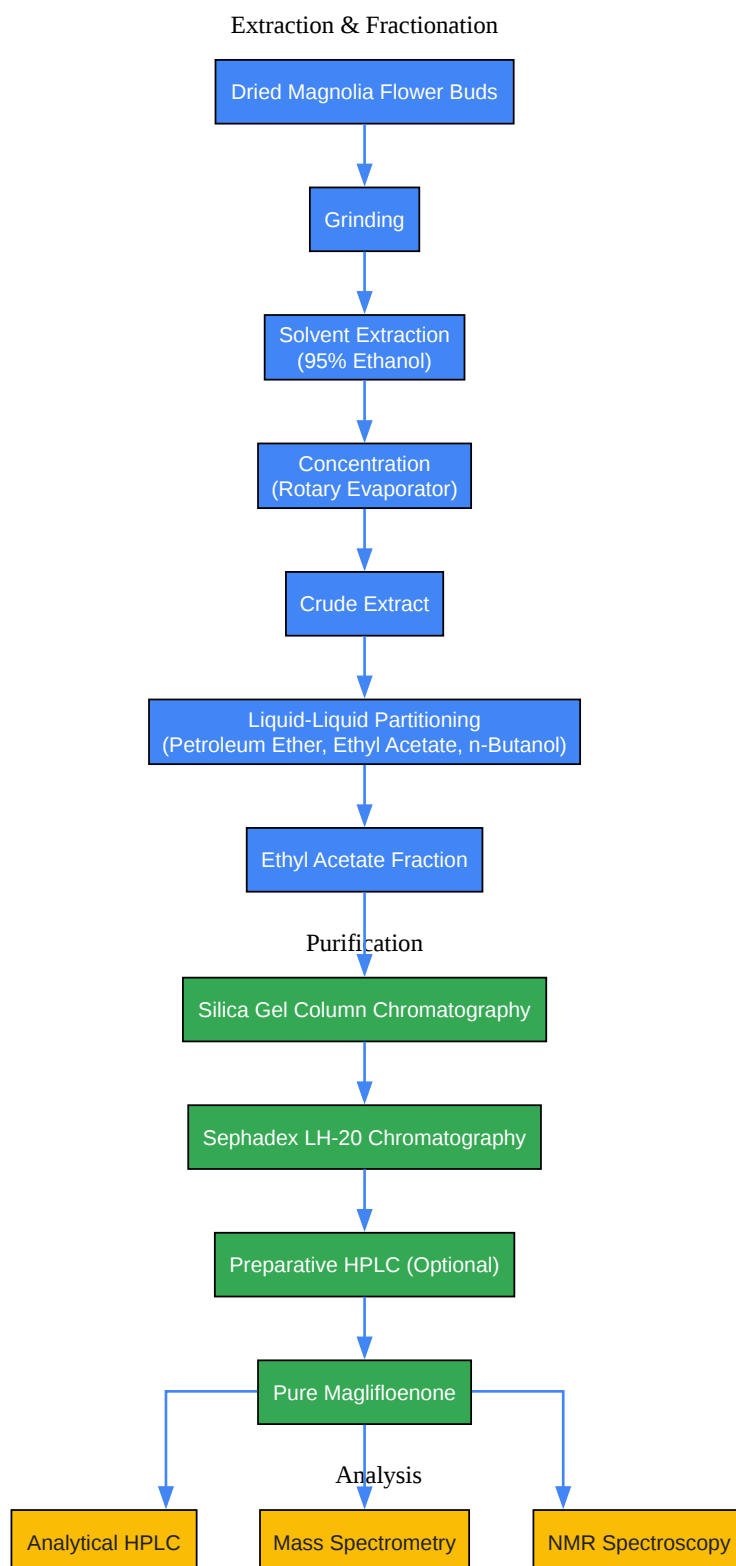 Extraction & Fractionation
Dried Magnolia Flower Buds
Grinding
Solvent Extraction
(95% Ethanol)
Concentration
(Rotary Evaporator)
Crude Extract
Liquid-Liquid Partitioning
(Petroleum Ether, Ethyl Acetate, n-Butanol)
Ethyl Acetate Fraction
Purification
Silica Gel Column Chromatography
Sephadex LH-20 Chromatography
Preparative HPLC (Optional)
Pure Maglifloenone
Analysis
Analytical HPLC
Mass Spectrometry
NMR Spectroscopy